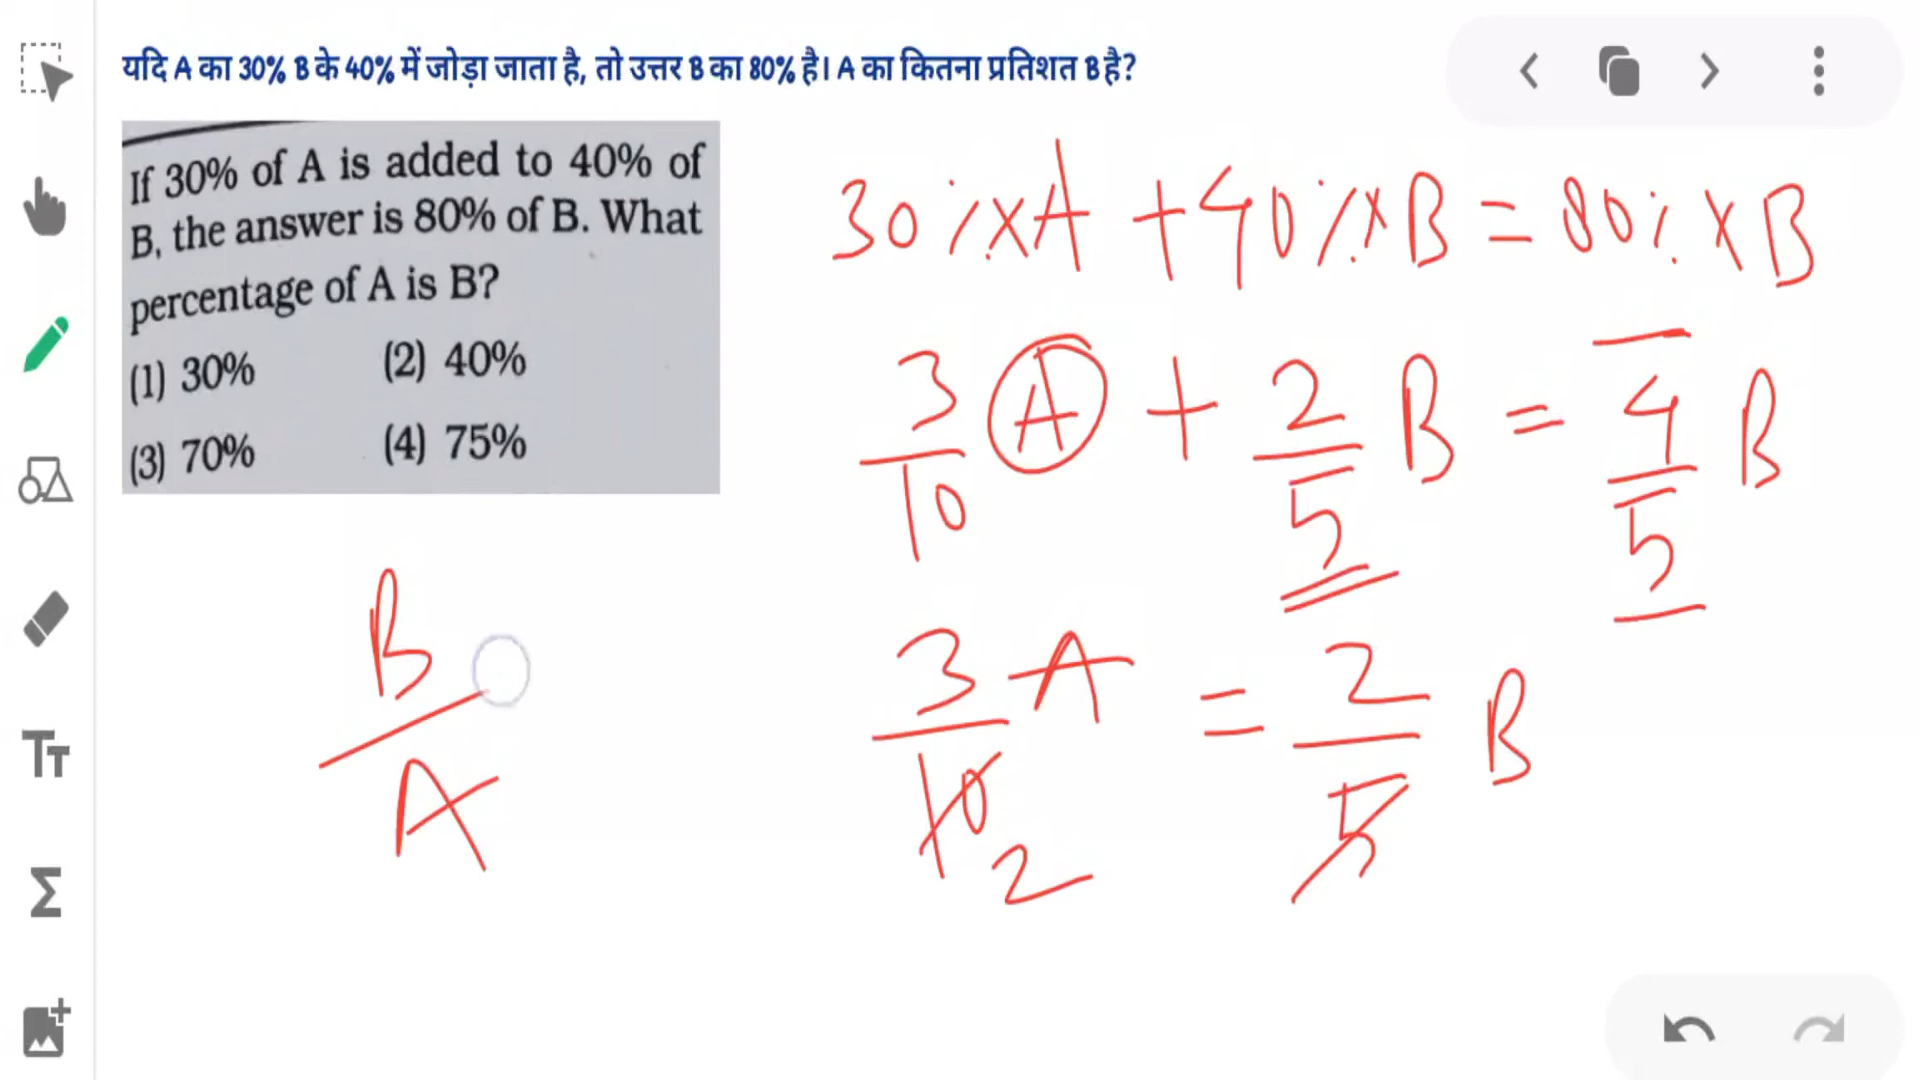 यदि A का 30% B के 40% में जोड़ा जाता है, तो उत्तर B का 80% है। A का कितना प्रतिशत B है?
If 30% of A is added to 40% of
B, the answer is 80% of B. What
percentage of A is B?
(1) 30% (2) 40%
(3) 70% (4) 75%
30%×A + 40%×B = 80%×B
3/10 A + 2/5 B = 4/5 B
3/10 A = 2/5 B
2
B/A
Tт
Σ